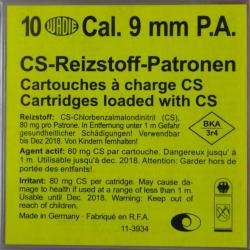 10 WADIE Cal. 9 mm P.A.
CS-Reizstoff-Patronen
Cartouches à charge CS
Cartridges loaded with CS
Reizstoff: CS-Chlorbenzalmalondinitril (CS),
80 mg pro Patrone. In Entfernung unter 1 m Gefahr
gesundheitlicher Schädigungen! Verwendbar
bis Dez 2018. Von Kindern fernhalten!
BKA
3r4
Agent actif: 80 mg CS par cartouche. Dangereux jusqu' à
1 m. Utilisable jusqu'à dec. 2018. Attention: Garder hors de
portée des enfants!
Irritant: 80 mg CS per catridge. May cause da-
mage to health if used at a range of less than 1 m.
Usable until Dec. 2018. Warning: Keep out of
reach of children.
Made in Germany - Fabriqué en R.F.A.
11-3934